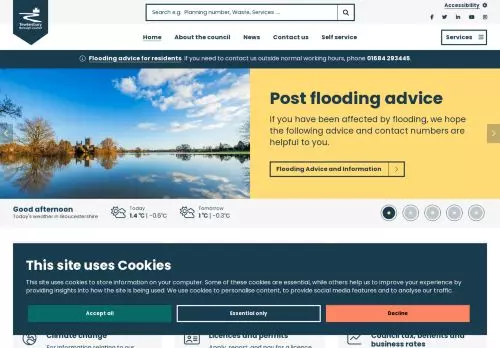 Tewkesbury
Borough Council
Search e.g. Planning number, Waste, Services ...
Accessibility
Home About the council News Contact us Self service
Services
Flooding advice for residents. If you need to contact us outside normal working hours, phone 01684 293445.
Post flooding advice
If you have been affected by flooding, we hope
the following advice and contact numbers are
helpful to you.
Flooding Advice and Information
Good afternoon
Today's weather in Gloucestershire
Today
1.4 °C | -0.6°C
Tomorrow
1 °C | -0.3°C
This site uses Cookies
This site uses cookies to store information on your computer. Some of these cookies are essential, while others help us to improve your experience by
providing insights into how the site is being used. We use cookies to personalise content, to provide social media features and to analyse our traffic.
Accept all
Essential only
Decline
Climate change
For information relating to our
Licences and permits
Apply, report, and pay for a licence
Council tax, benefits and
business rates